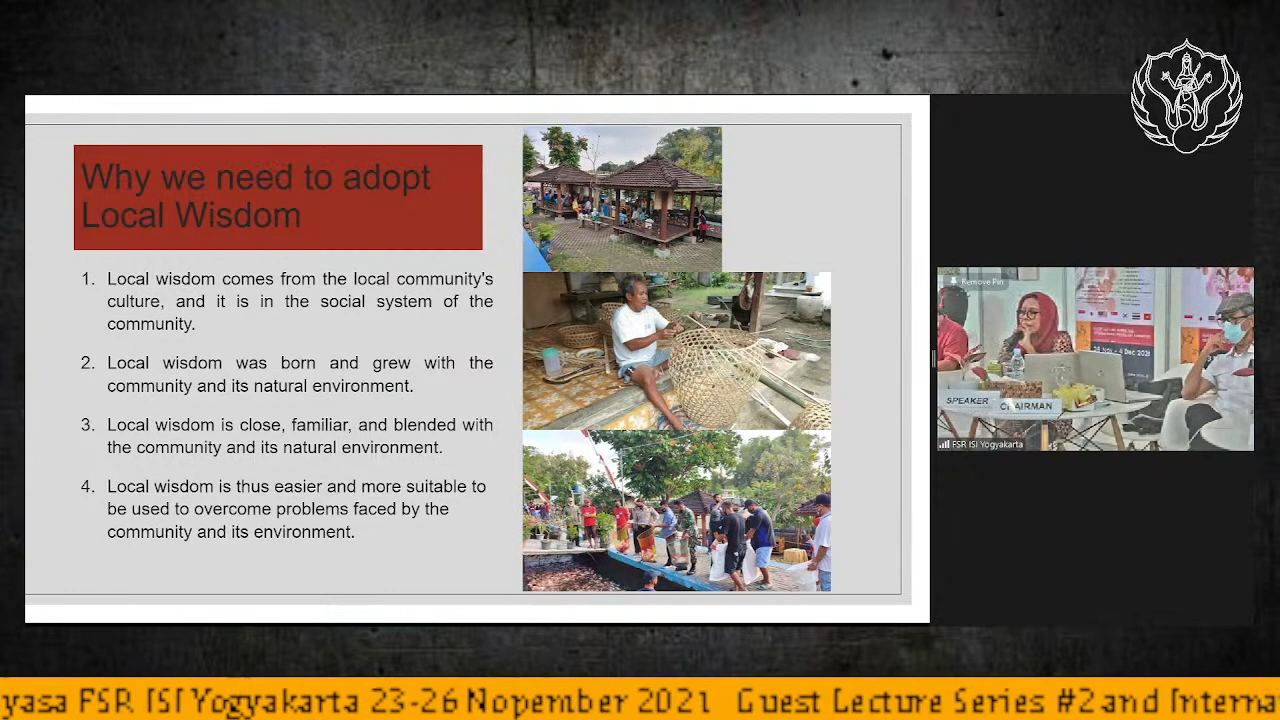 Why we need to adopt
Local Wisdom
1. Local wisdom comes from the local community's
culture, and it is in the social system of the
community.
2. Local wisdom was born and grew with the
community and its natural environment.
3. Local wisdom is close, familiar, and blended with
the community and its natural environment.
4. Local wisdom is thus easier and more suitable to
be used to overcome problems faced by the
community and its environment.
Remove Pin
4 Dec 2021
SPEAKER
CHAIRMAN
FSR ISI Yogyakarta
yasa FSR ISI Yogyakarta 23-26 Nopember 2021 Guest Lecture Series #2 and Interna